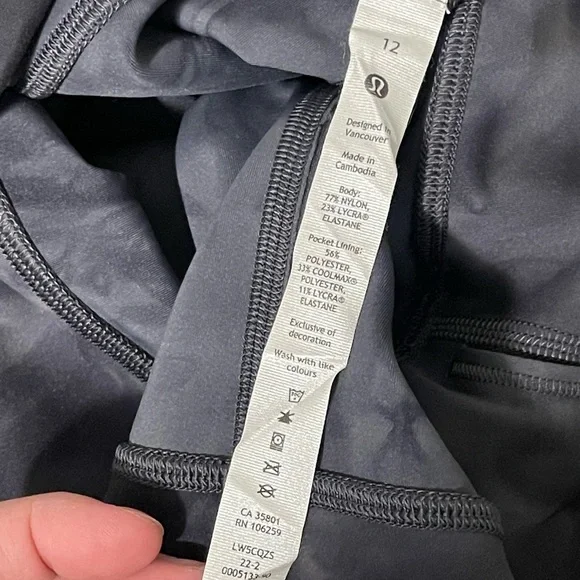 12
Designed in
Vancouver
Made in
Cambodia
Body:
77% NYLON,
23% LYCRA®
ELASTANE
Pocket Lining:
56%
POLYESTER,
33% COOLMAX®
POLYESTER,
11% LYCRA®
ELASTANE
Exclusive of
decoration
Wash with like
colours
CA 35801
RN 106259
LW5CQZS
22-2